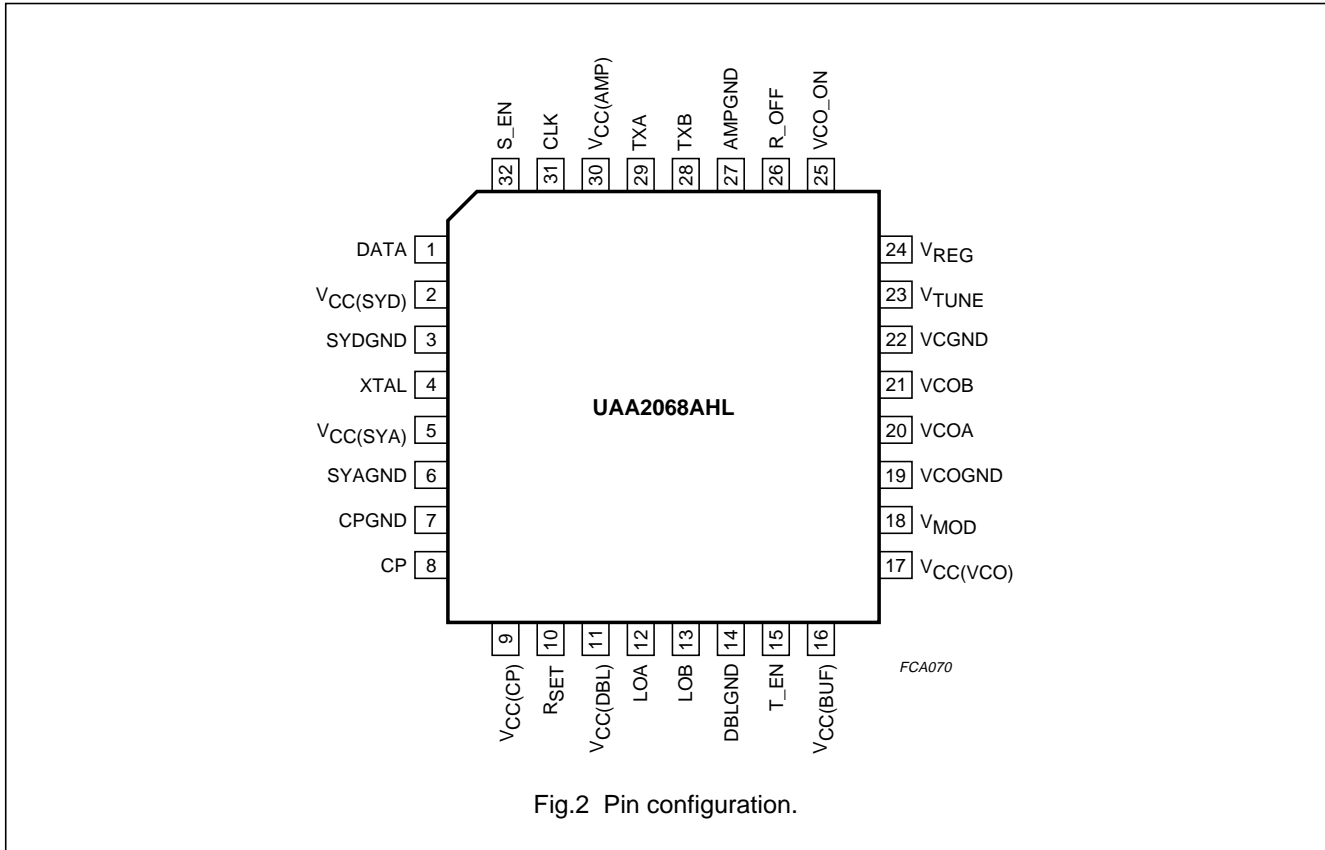 S_EN
CLK
VCC(AMP)
TXA
TXB
AMPGND
R_OFF
VCO_ON
32
31
30
29
28
27
26
25
DATA 1
VCC(SYD) 2
SYDGND 3
XTAL 4
VCC(SYA) 5
SYAGND 6
CPGND 7
CP 8
UAA2068AHL
24 VREG
23 VTUNE
22 VCGND
21 VCOB
20 VCOA
19 VCOGND
18 VMOD
17 VCC(VCO)
9
10
11
12
13
14
15
16
VCC(CP)
RSET
VCC(DBL)
LOA
LOB
DBLGND
T_EN
VCC(BUF)
FCA070
Fig.2 Pin configuration.